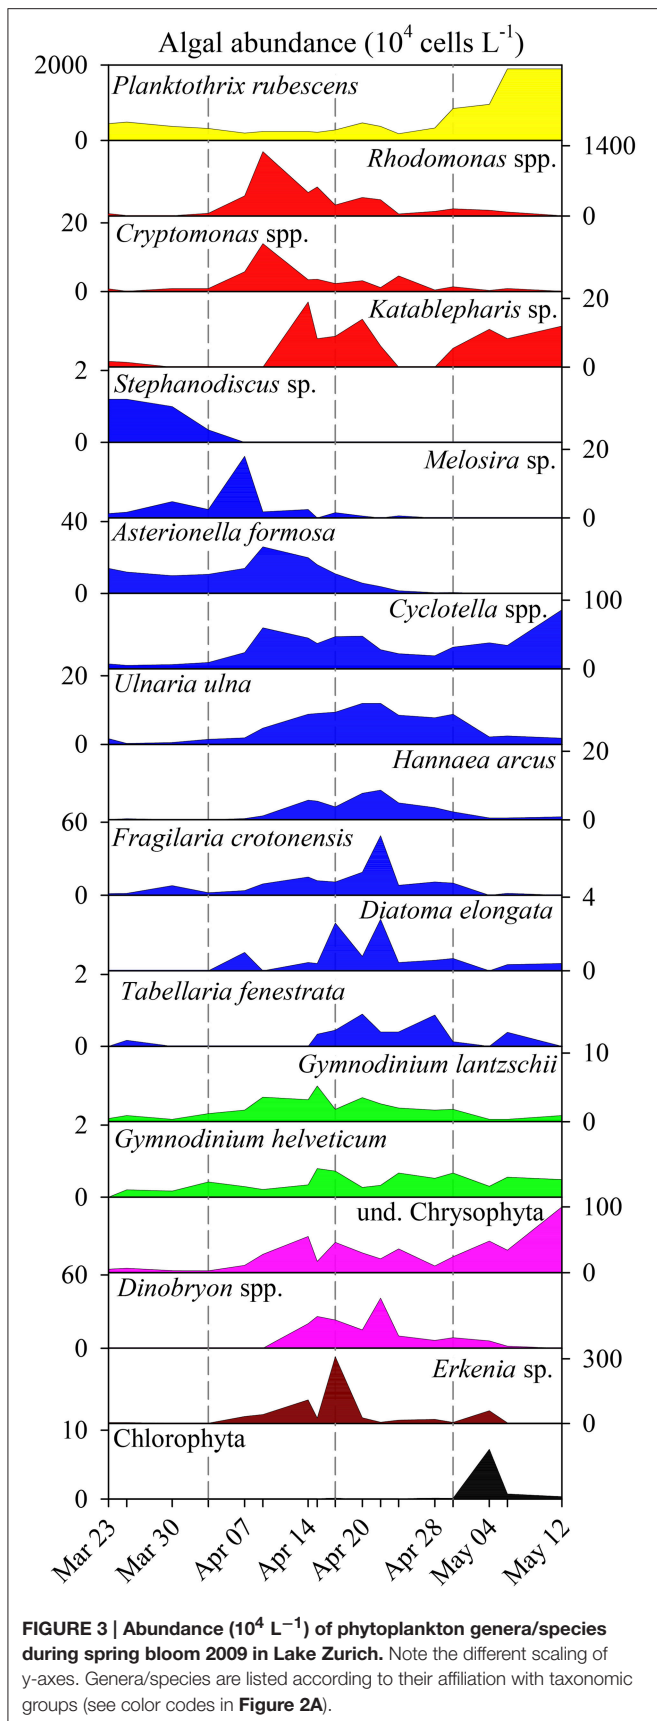 Algal abundance (10⁴ cells L⁻¹)
2000
Planktothrix rubescens
0
1400
Rhodomonas spp.
0
20
Cryptomonas spp.
0
20
Katablepharis sp.
0
2
Stephanodiscus sp.
0
20
Melosira sp.
0
40
Asterionella formosa
0
100
Cyclotella spp.
0
20
Ulnaria ulna
0
20
Hannaea arcus
0
60
Fragilaria crotonensis
0
4
Diatoma elongata
0
2
Tabellaria fenestrata
0
10
Gymnodinium lantzschii
0
2
Gymnodinium helveticum
0
100
und. Chrysophyta
0
60
Dinobryon spp.
0
300
Erkenia sp.
0
10
Chlorophyta
0
Mar 23 Mar 30 Apr 07 Apr 14 Apr 20 Apr 28 May 04 May 12
FIGURE 3 | Abundance (10⁴ L⁻¹) of phytoplankton genera/species
during spring bloom 2009 in Lake Zurich. Note the different scaling of
y-axes. Genera/species are listed according to their affiliation with taxonomic
groups (see color codes in Figure 2A).